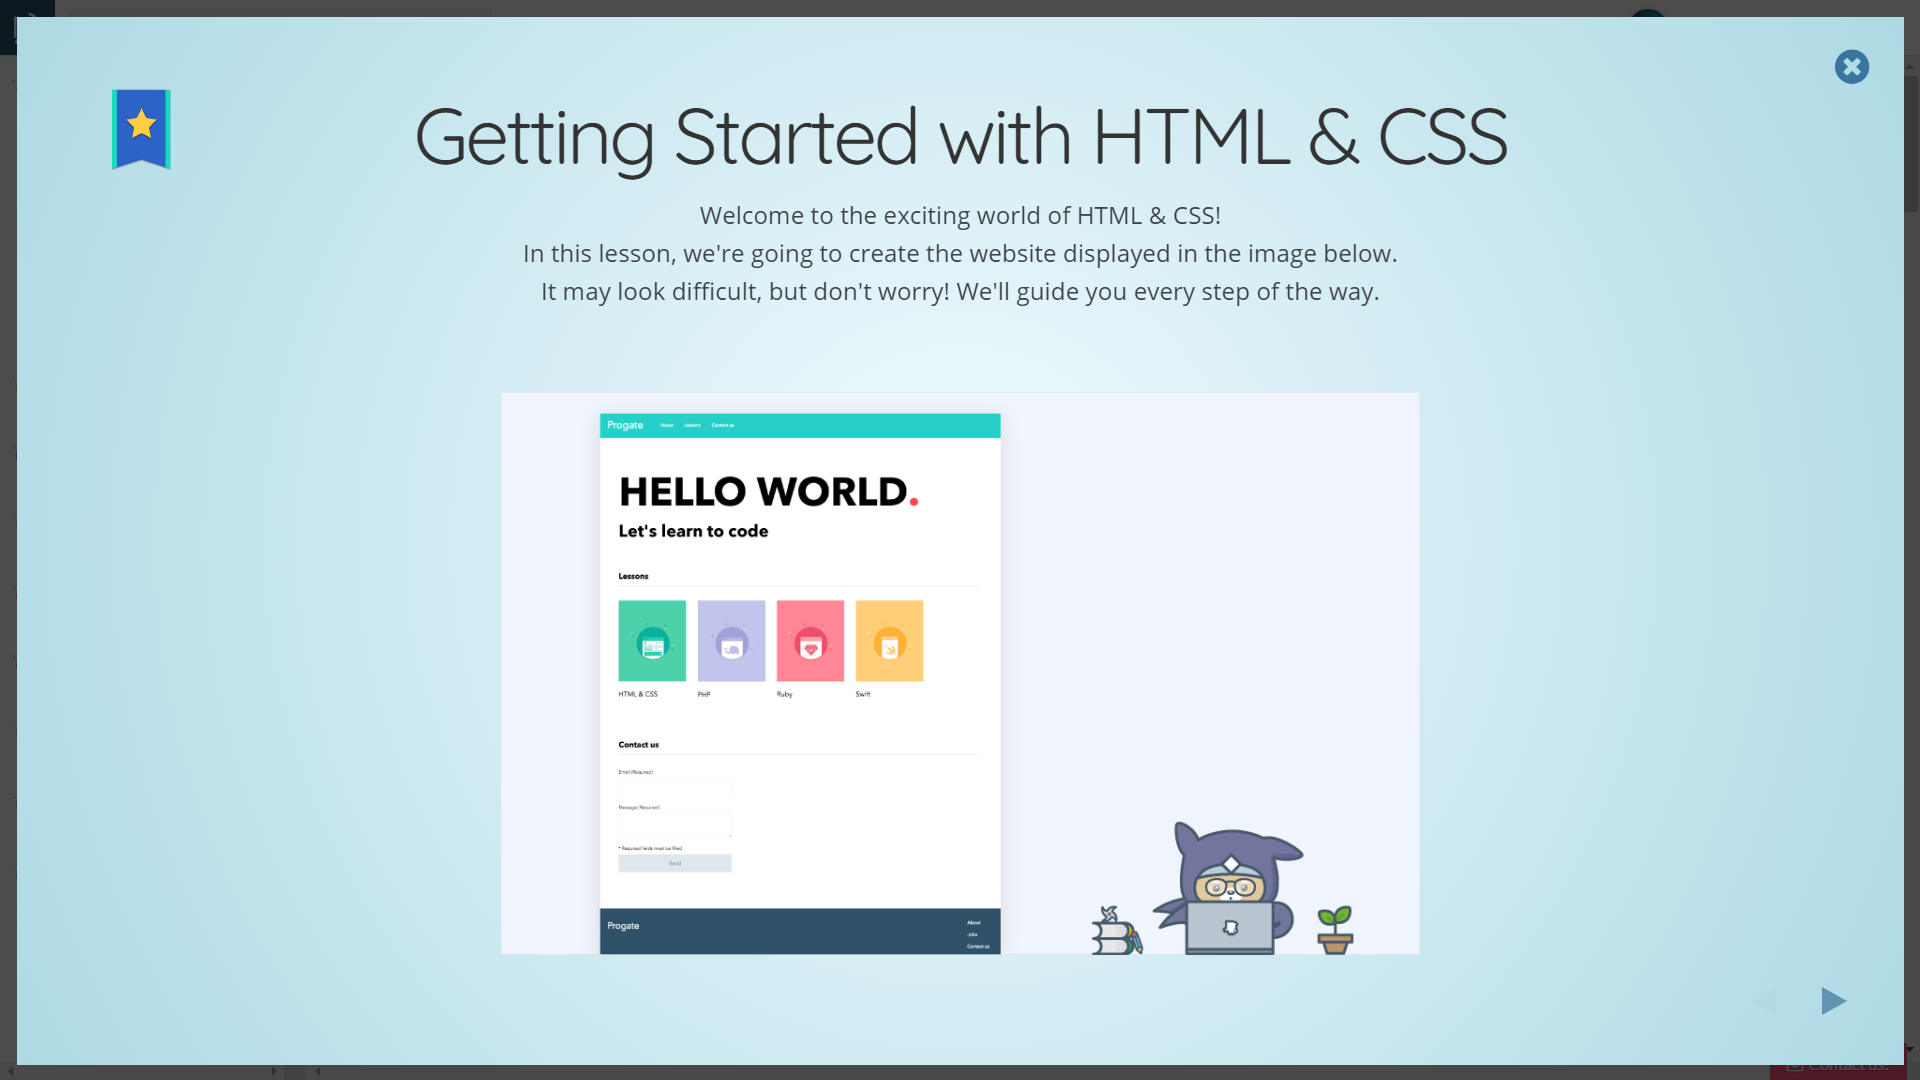 Getting Started with HTML & CSS
Welcome to the exciting world of HTML & CSS!
In this lesson, we're going to create the website displayed in the image below.
It may look difficult, but don't worry! We'll guide you every step of the way.
Progate About Lessons Contact us
HELLO WORLD.
Let's learn to code
Lessons
HTML & CSS PHP Ruby Swift
Contact us
Email (Required)
Message (Required)
* Required fields must be filled
Send
Progate
About
Jobs
Contact us
Contact us!